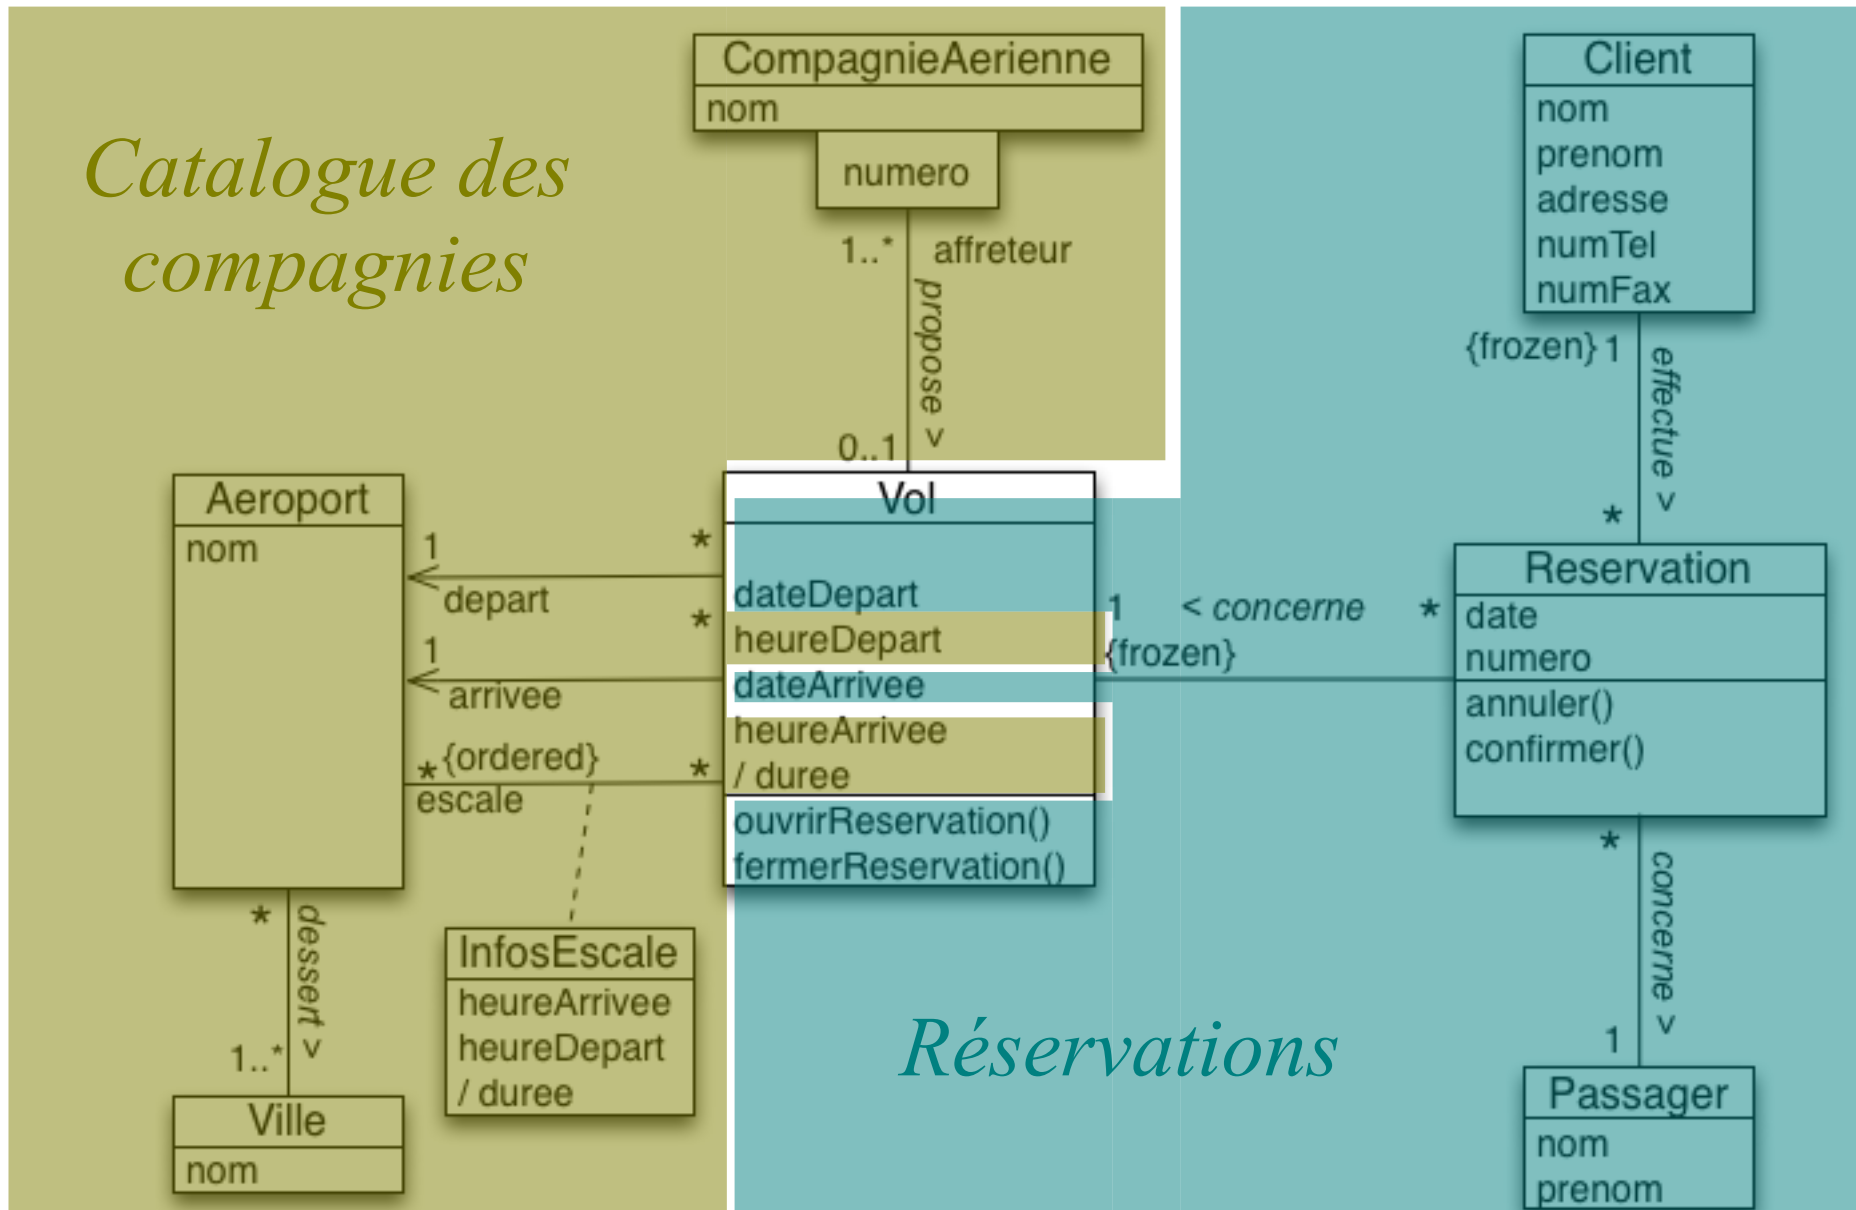 Catalogue des
compagnies
CompagnieAerienne
nom
numero
1..* affreteur
propose >
0..1
Client
nom
prenom
adresse
numTel
numFax
{frozen} 1
effectue >
*
Aeroport
nom
1
depart
*
1
arrivee
*
* {ordered}
escale
*
Vol
dateDepart
heureDepart
dateArrivee
heureArrivee
/ duree
ouvrirReservation()
fermerReservation()
1 < concerne *
{frozen}
Reservation
date
numero
annuler()
confirmer()
*
concerne >
1
*
dessert >
1..*
InfosEscale
heureArrivee
heureDepart
/ duree
Ville
nom
Réservations
Passager
nom
prenom